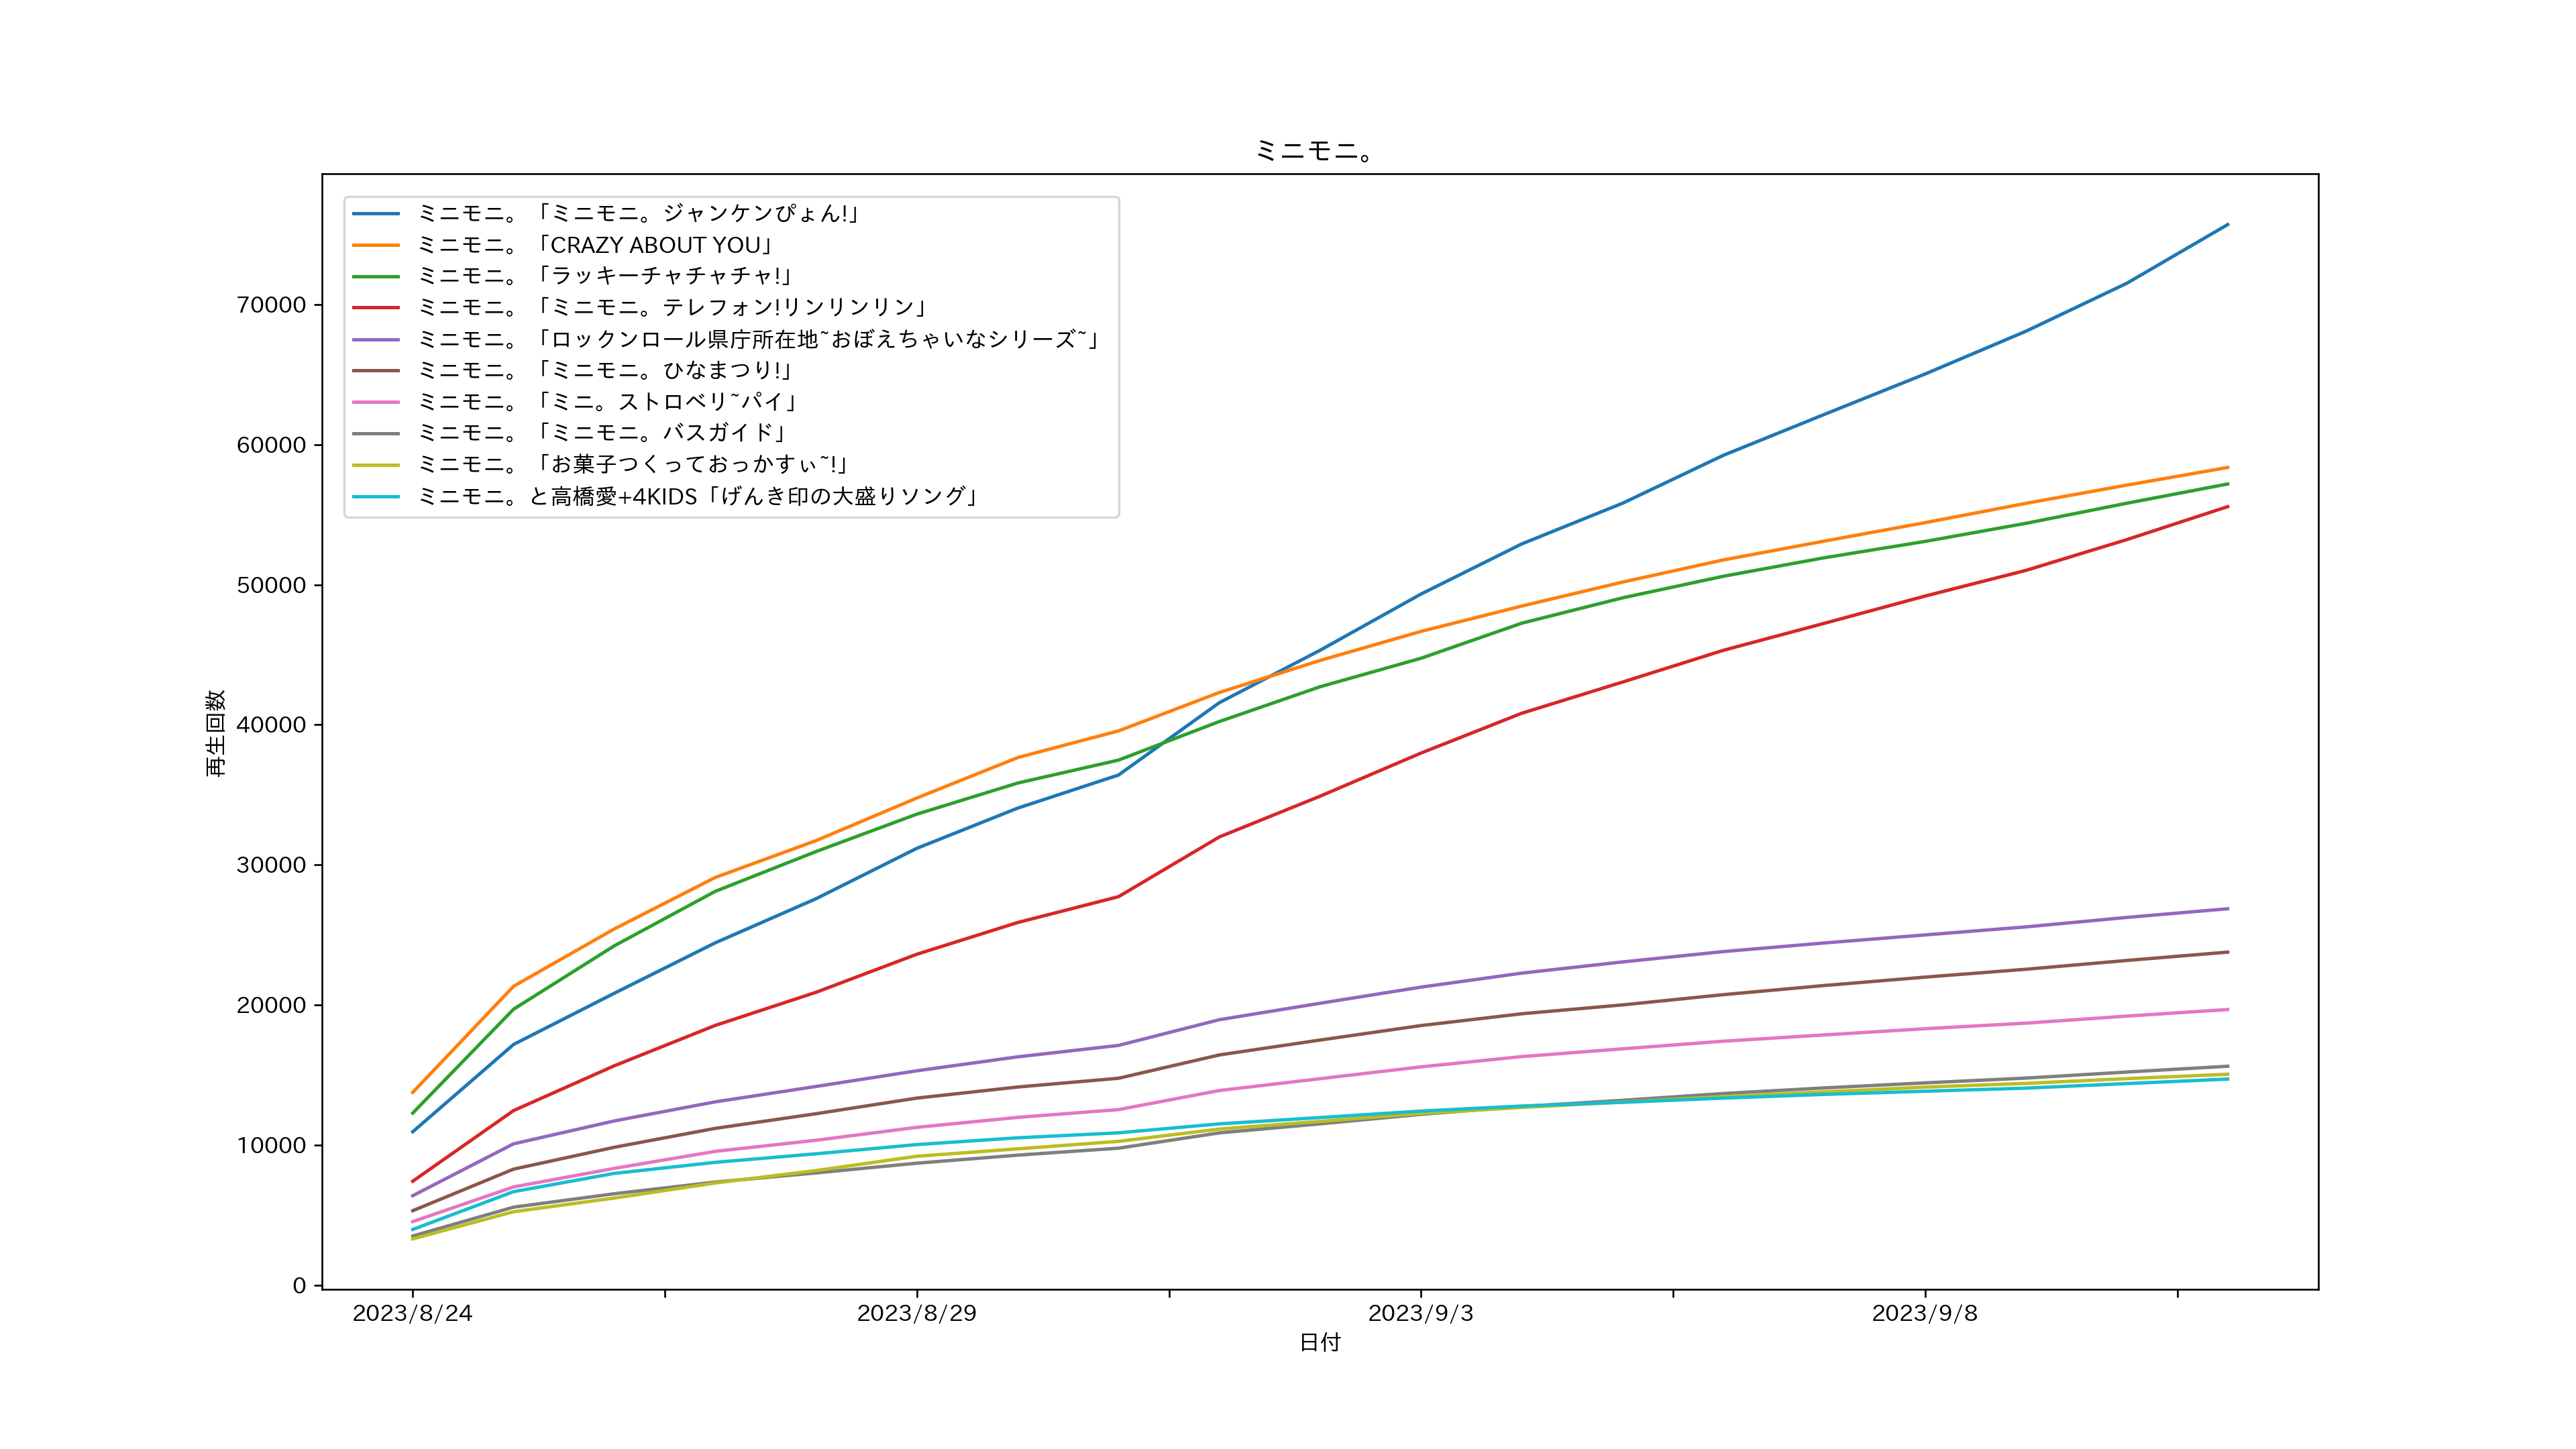 ミニモニ。
ミニモニ。「ミニモニ。ジャンケンぴょん!」
ミニモニ。「CRAZY ABOUT YOU」
ミニモニ。「ラッキーチャチャチャ!」
ミニモニ。「ミニモニ。テレフォン!リンリンリン」
ミニモニ。「ロックンロール県庁所在地~おぼえちゃいなシリーズ~」
ミニモニ。「ミニモニ。ひなまつり!」
ミニモニ。「ミニ。ストロベリ~パイ」
ミニモニ。「ミニモニ。バスガイド」
ミニモニ。「お菓子つくっておっかすぃ~!」
ミニモニ。と高橋愛+4KIDS「げんき印の大盛りソング」
70000
60000
50000
40000
30000
20000
10000
0
再生回数
2023/8/24
2023/8/29
2023/9/3
2023/9/8
日付